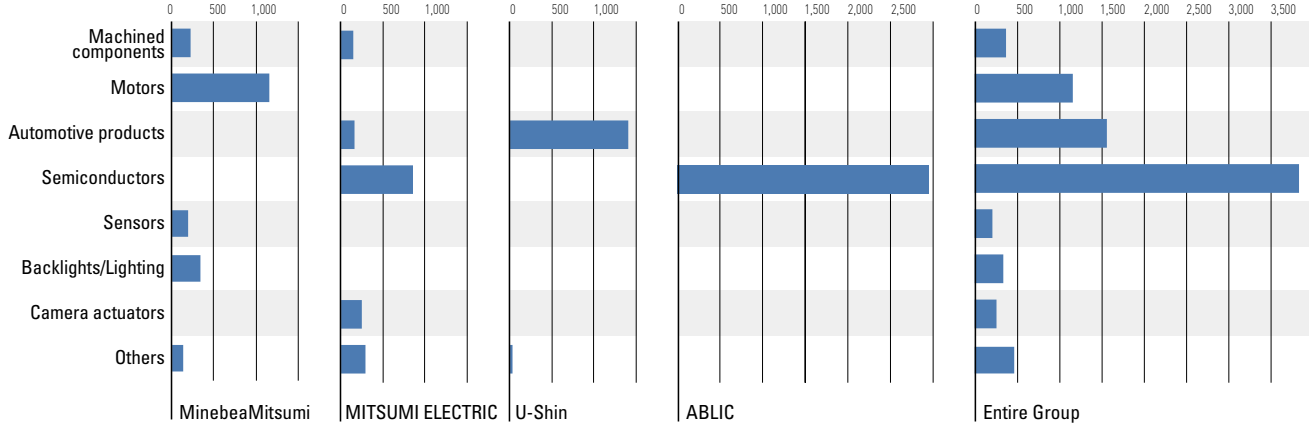 0 500 1,000
0 500 1,000
0 500 1,000
0 500 1,000 1,500 2,000 2,500
0 500 1,000 1,500 2,000 2,500 3,000 3,500
Machined
components
Motors
Automotive products
Semiconductors
Sensors
Backlights/Lighting
Camera actuators
Others
MinebeaMitsumi
MITSUMI ELECTRIC
U-Shin
ABLIC
Entire Group